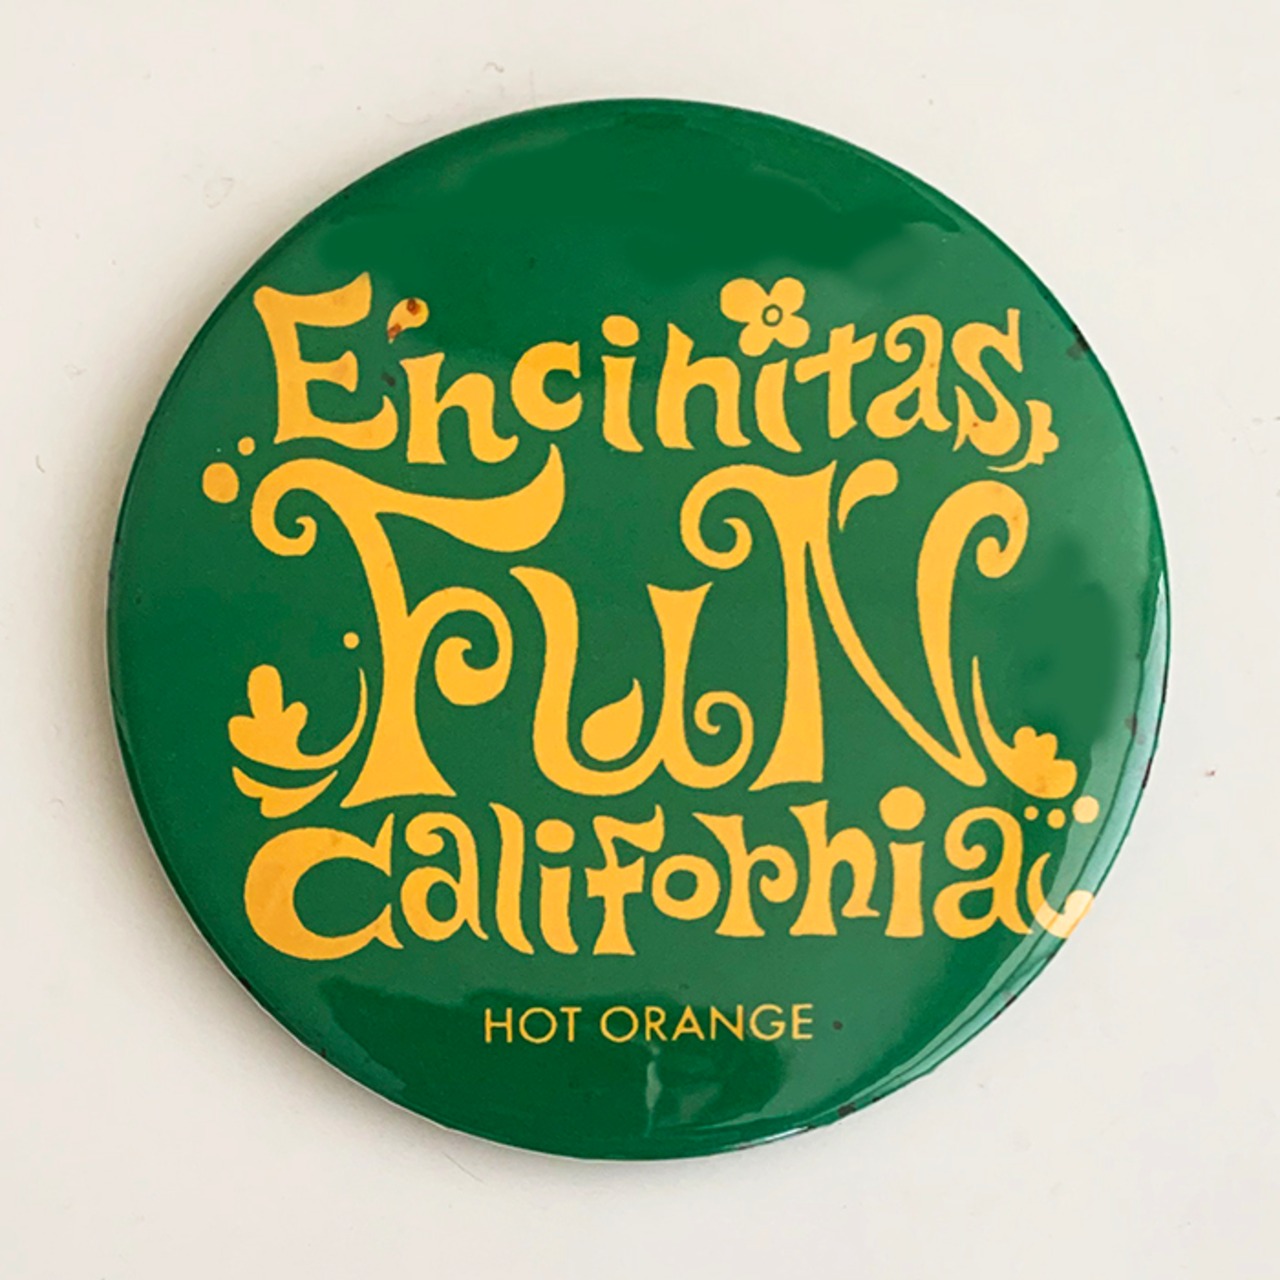 Encinitas,
FUN
California
HOT ORANGE